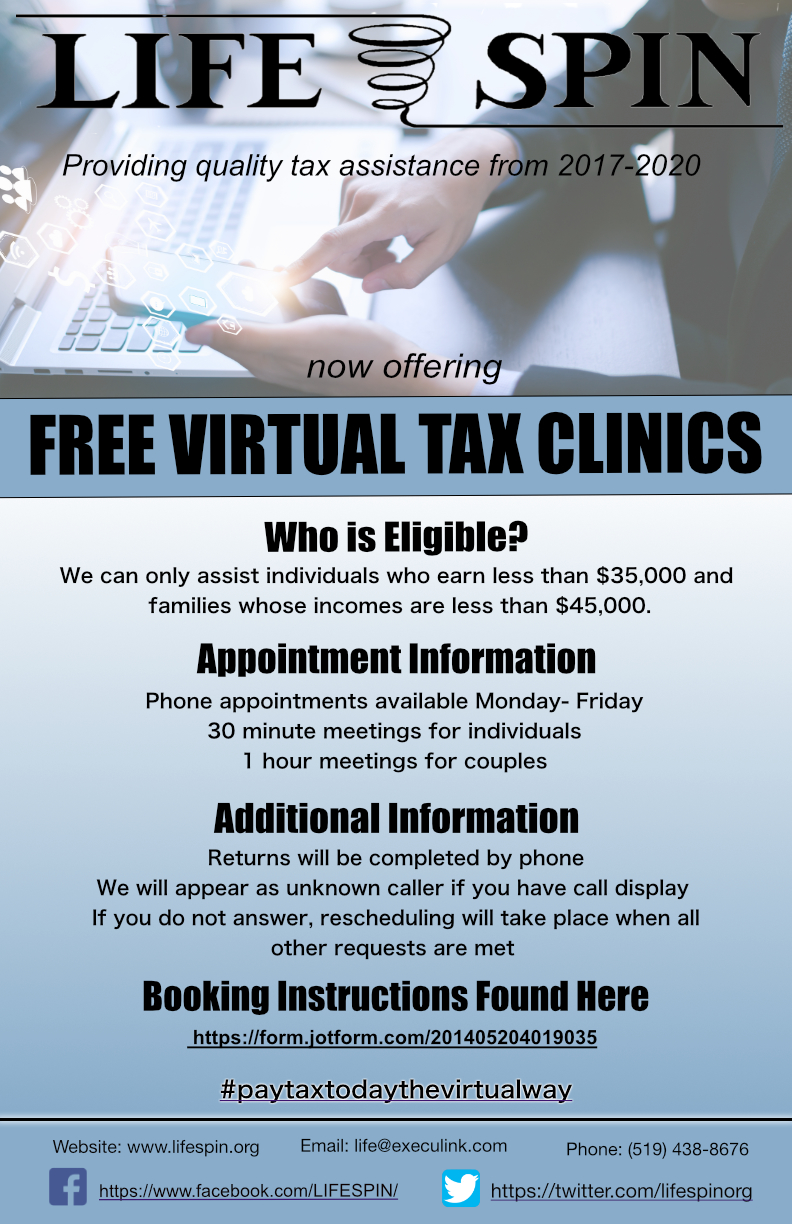 LIFE SPIN
Providing quality tax assistance from 2017-2020
now offering
FREE VIRTUAL TAX CLINICS
Who is Eligible?
We can only assist individuals who earn less than $35,000 and
families whose incomes are less than $45,000.
Appointment Information
Phone appointments available Monday- Friday
30 minute meetings for individuals
1 hour meetings for couples
Additional Information
Returns will be completed by phone
We will appear as unknown caller if you have call display
If you do not answer, rescheduling will take place when all
other requests are met
Booking Instructions Found Here
https://form.jotform.com/201405204019035
#paytaxtodaythevirtualway
Website: www.lifespin.org Email: life@execulink.com Phone: (519) 438-8676
https://www.facebook.com/LIFESPIN/ https://twitter.com/lifespinorg